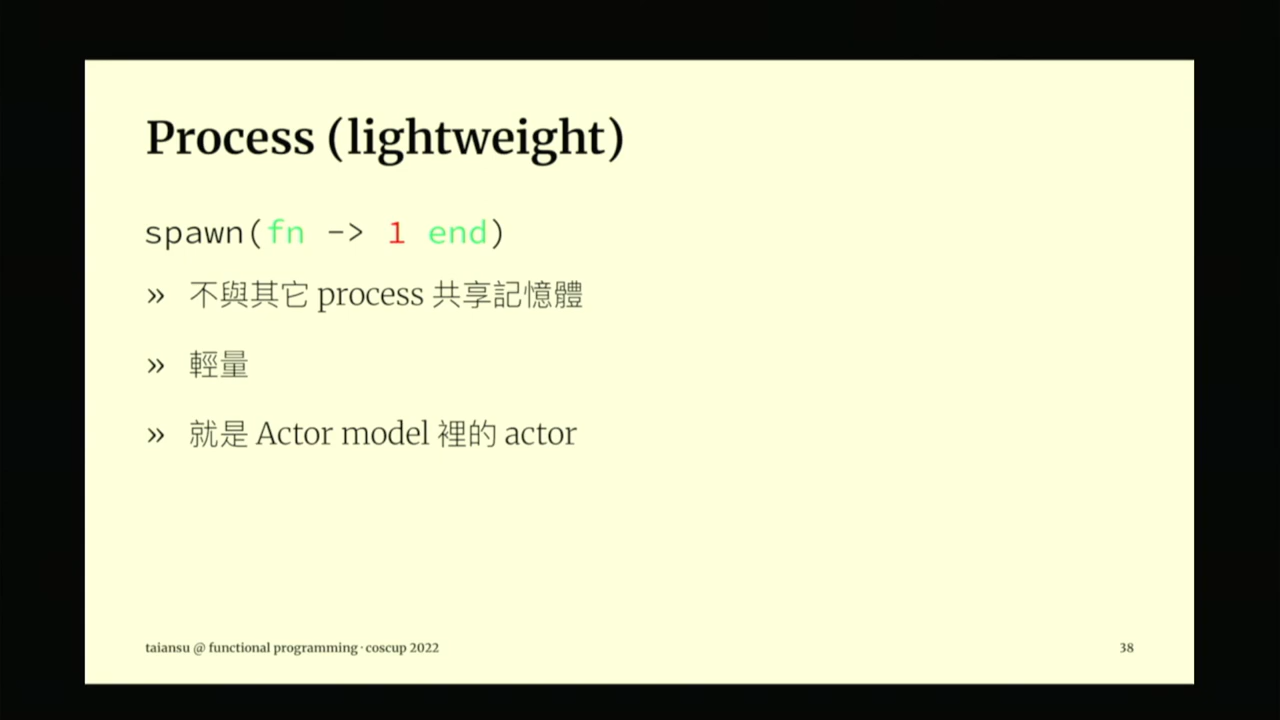 Process (lightweight)
spawn(fn -> 1 end)
» 不與其它 process 共享記憶體
» 輕量
» 就是 Actor model 裡的 actor
taiansu @ functional programming · coscup 2022
38